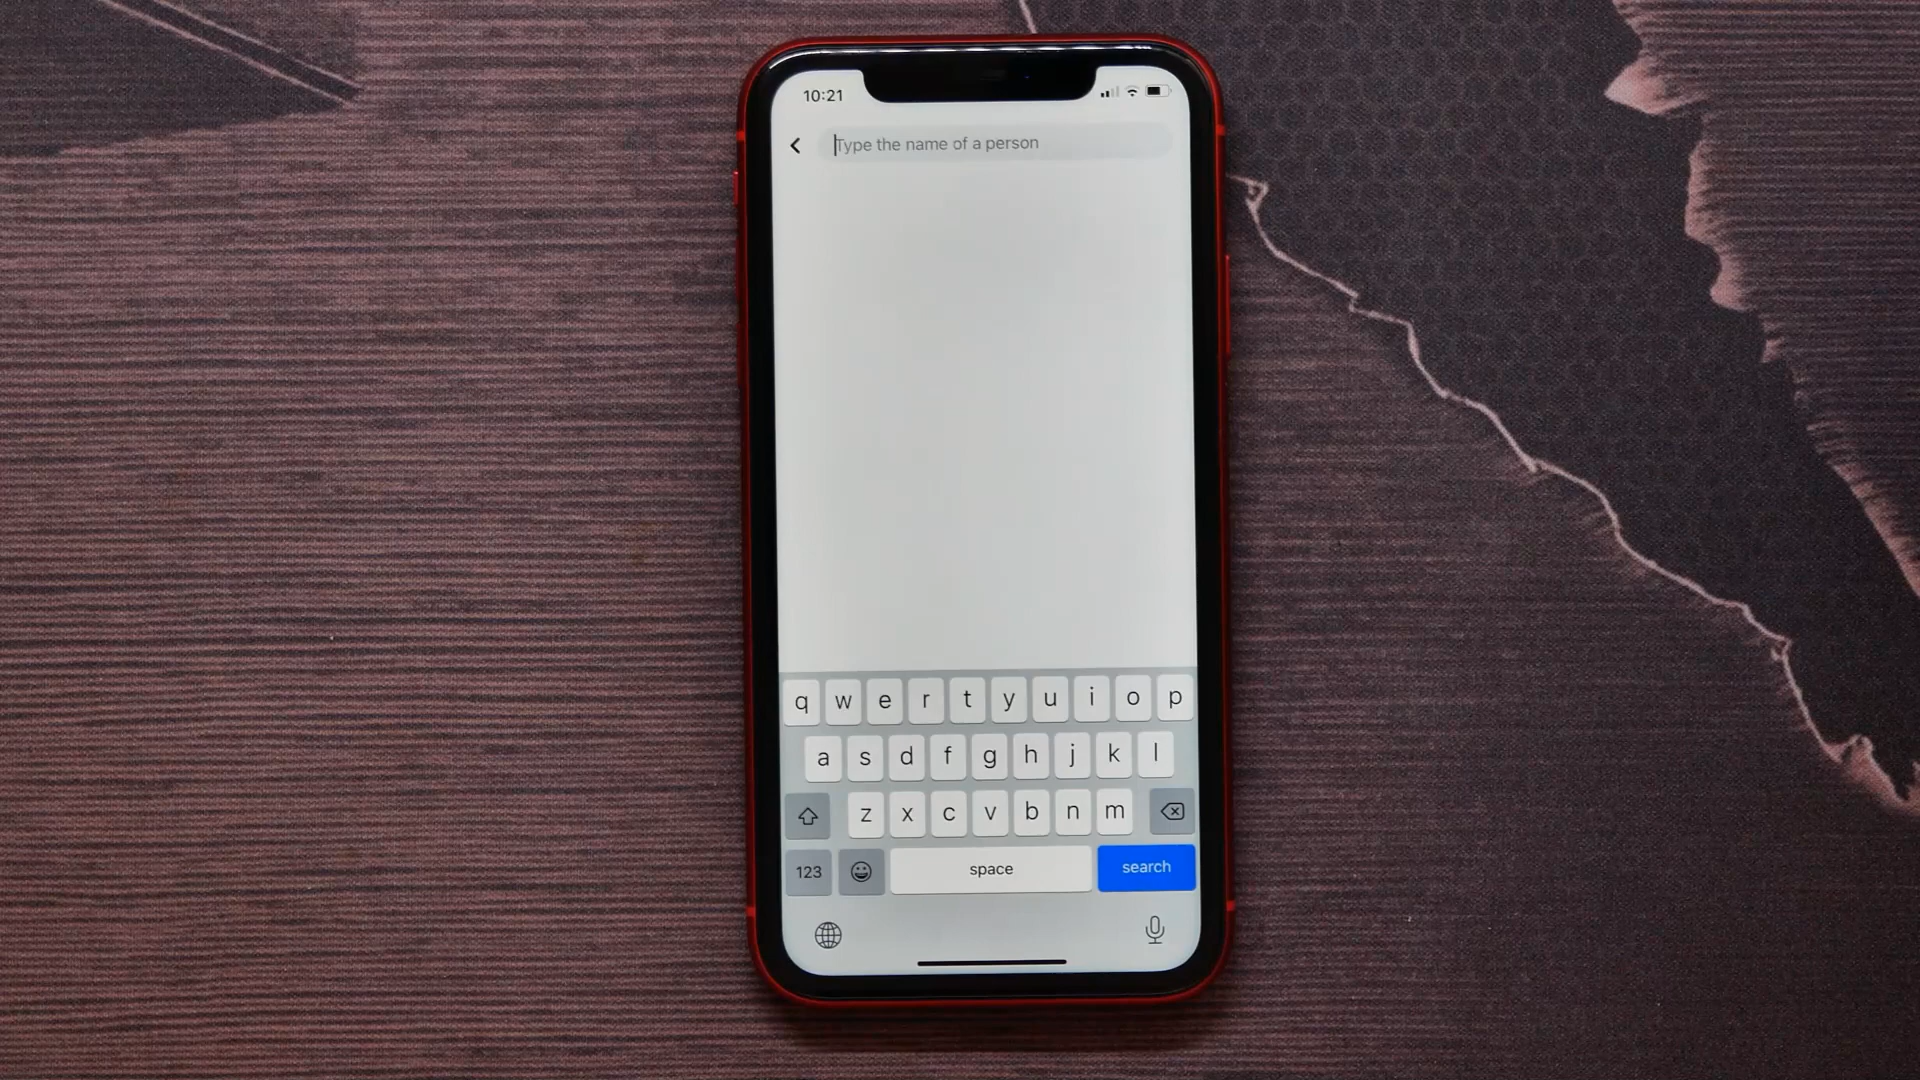 10:21
Type the name of a person
q w e r t y u i o p
a s d f g h j k l
z x c v b n m
123 space search